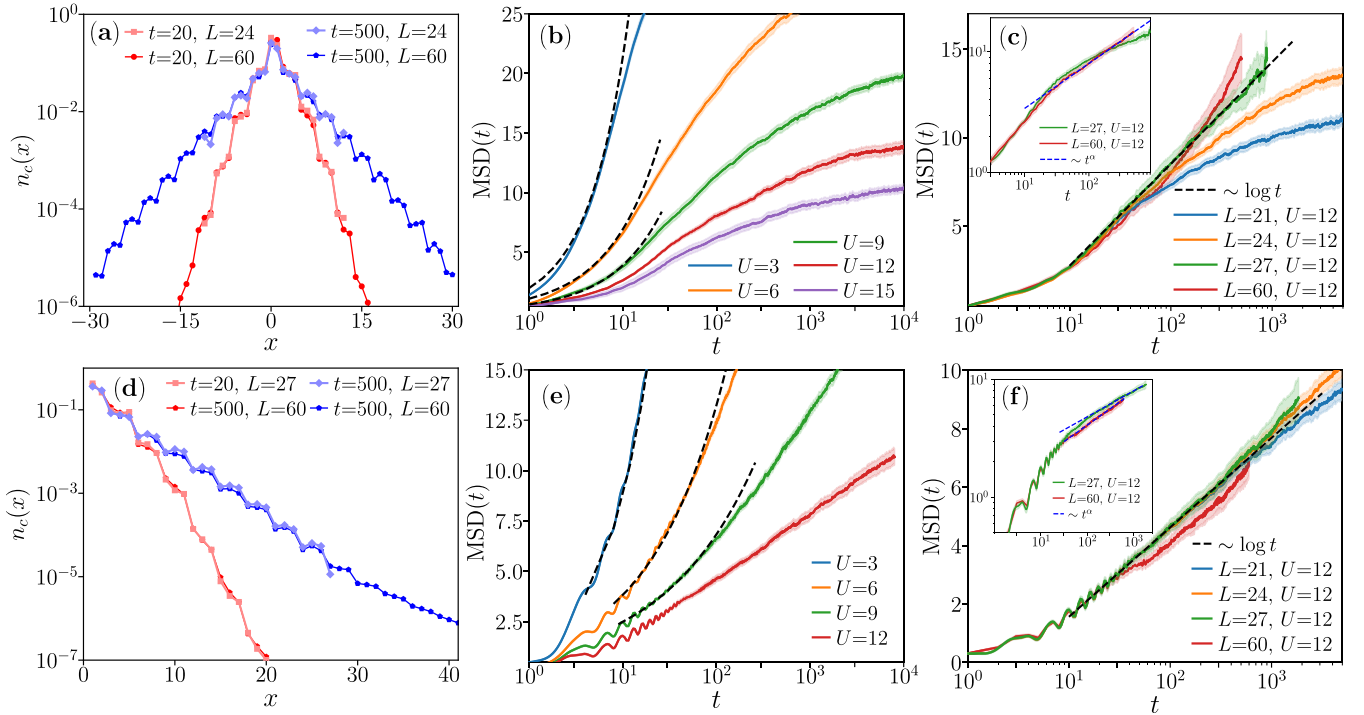 (a)
t=20, L=24
t=500, L=24
t=20, L=60
t=500, L=60
n_c(x)
10^0
10^−2
10^−4
10^−6
−30
−15
0
15
30
x
(b)
MSD(t)
25
20
15
10
5
U=9
U=3
U=12
U=6
U=15
10^0
10^1
10^2
10^3
10^4
t
(c)
MSD(t)
15
10
5
10^1
10^0
L=27, U=12
L=60, U=12
∼ t^α
10^1
10^2
t
∼ log t
L=21, U=12
L=24, U=12
L=27, U=12
L=60, U=12
10^0
10^1
10^2
10^3
t
(d)
t=20, L=27
t=500, L=27
t=500, L=60
t=500, L=60
n_c(x)
10^−1
10^−3
10^−5
10^−7
0
10
20
30
40
x
(e)
MSD(t)
15.0
12.5
10.0
7.5
5.0
2.5
U=3
U=6
U=9
U=12
10^0
10^1
10^2
10^3
10^4
t
(f)
MSD(t)
10
8
6
4
2
0
10^1
10^0
L=27, U=12
L=60, U=12
∼ t^α
10^1
10^2
10^3
∼ log t
L=21, U=12
L=24, U=12
L=27, U=12
L=60, U=12
10^0
10^1
10^2
10^3
t